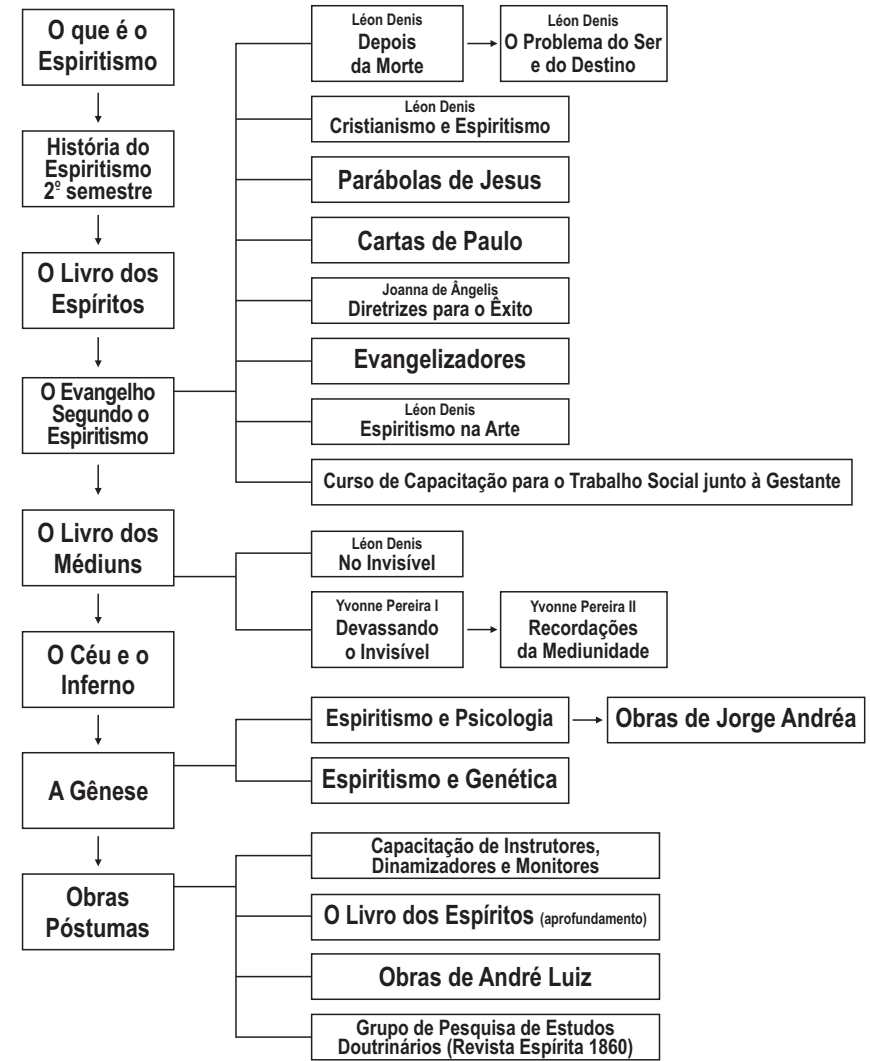 O que é o
Espiritismo
História do
Espiritismo
2º semestre
O Livro dos
Espíritos
O Evangelho
Segundo o
Espiritismo
Léon Denis
Depois
da Morte
Léon Denis
O Problema do Ser
e do Destino
Léon Denis
Cristianismo e Espiritismo
Parábolas de Jesus
Cartas de Paulo
Joanna de Ângelis
Diretrizes para o Êxito
Evangelizadores
Léon Denis
Espiritismo na Arte
Curso de Capacitação para o Trabalho Social junto à Gestante
O Livro dos
Médiuns
Léon Denis
No Invisível
Yvonne Pereira I
Devassando
o Invisível
Yvonne Pereira II
Recordações
da Mediunidade
O Céu e o
Inferno
A Gênese
Espiritismo e Psicologia
Obras de Jorge Andréa
Espiritismo e Genética
Obras
Póstumas
Capacitação de Instrutores,
Dinamizadores e Monitores
O Livro dos Espíritos (aprofundamento)
Obras de André Luiz
Grupo de Pesquisa de Estudos
Doutrinários (Revista Espírita 1860)